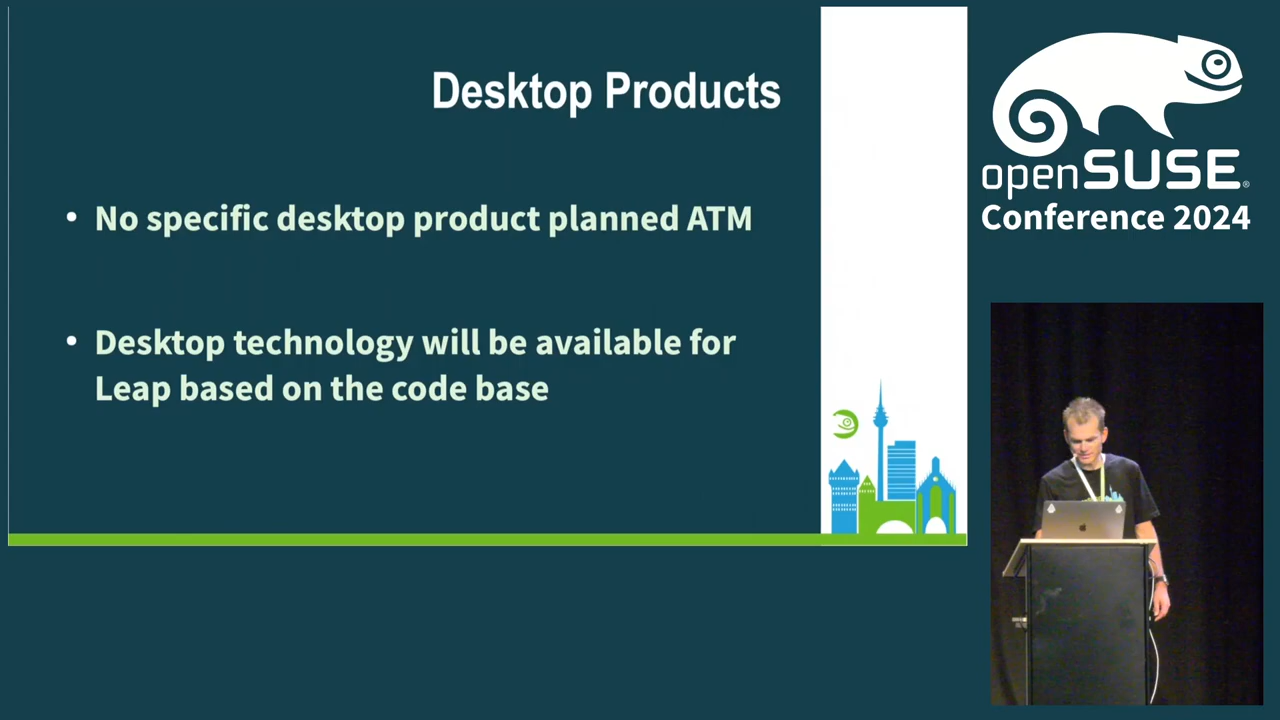 Desktop Products
• No specific desktop product planned ATM
• Desktop technology will be available for
Leap based on the code base
openSUSE®
Conference 2024